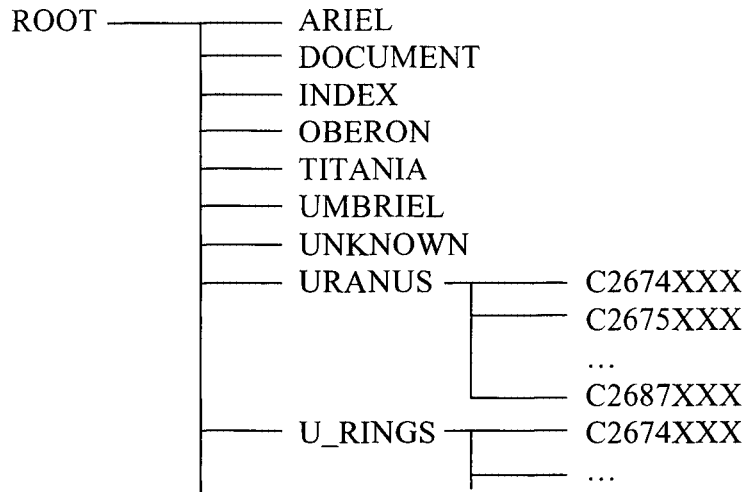 ROOT ARIEL
DOCUMENT
INDEX
OBERON
TITANIA
UMBRIEL
UNKNOWN
URANUS C2674XXX
C2675XXX
...
C2687XXX
U_RINGS C2674XXX
...